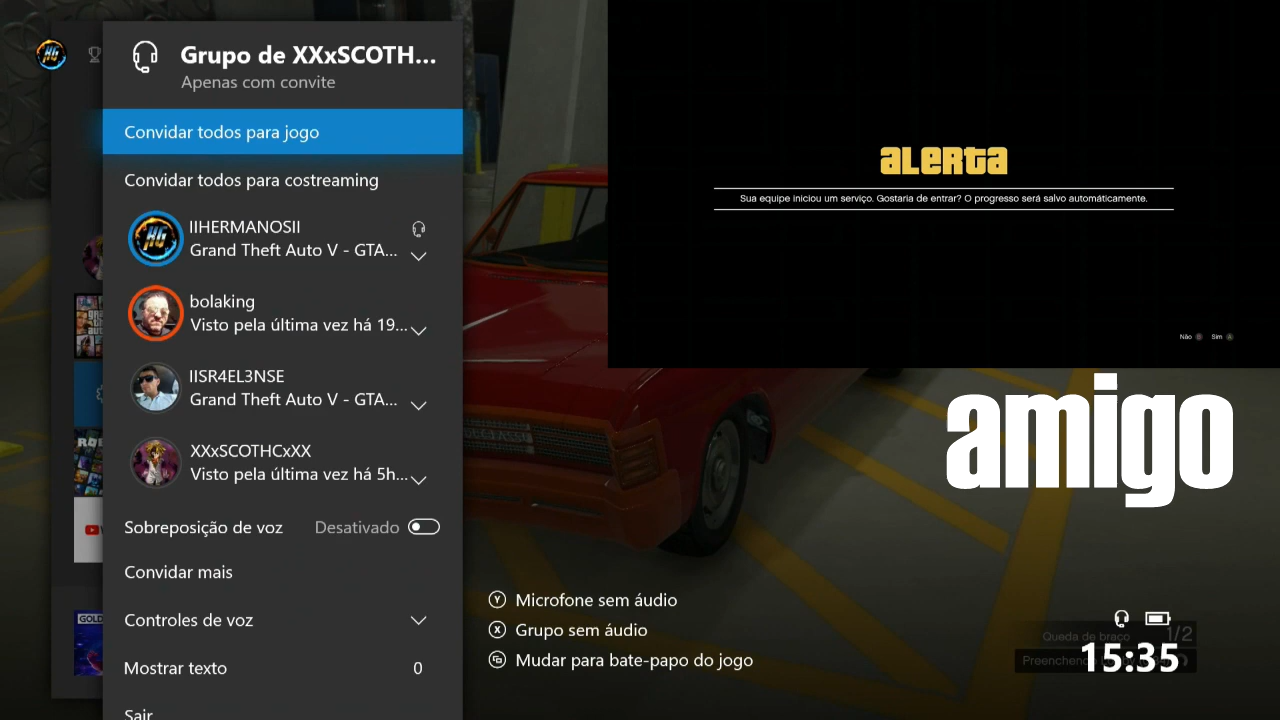 Grupo de XXxSCOTH...
Apenas com convite
Convidar todos para jogo
Convidar todos para costreaming
IIHERMANOSII
Grand Theft Auto V - GTA...
bolaking
Visto pela última vez há 19...
IISR4EL3NSE
Grand Theft Auto V - GTA...
XXxSCOTHCxXX
Visto pela última vez há 5h...
Sobreposição de voz Desativado
Convidar mais
Controles de voz
Mostrar texto 0
Sair
alerta
Sua equipe iniciou um serviço. Gostaria de entrar? O progresso será salvo automáticamente.
Não B Sim A
amigo
Y Microfone sem áudio
X Grupo sem áudio
Mudar para bate-papo do jogo
Queda de braço 1/2
15:35
HG
HG
GOLD